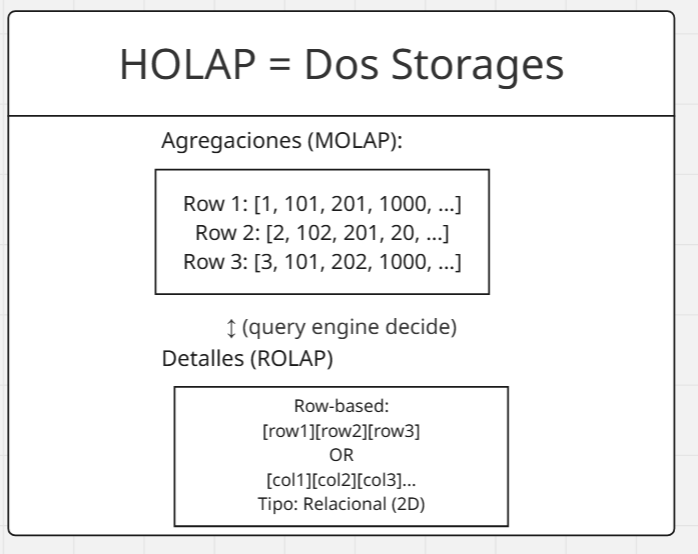 HOLAP = Dos Storages
Agregaciones (MOLAP):
Row 1: [1, 101, 201, 1000, ...]
Row 2: [2, 102, 201, 20, ...]
Row 3: [3, 101, 202, 1000, ...]
↕ (query engine decide)
Detalles (ROLAP)
Row-based:
[row1][row2][row3]
OR
[col1][col2][col3]...
Tipo: Relacional (2D)